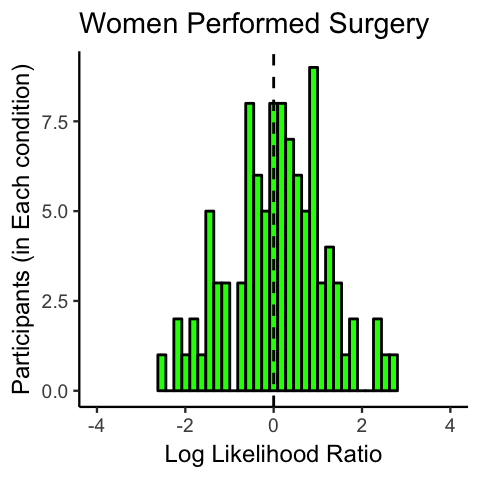 Women Performed Surgery
Participants (in Each condition)
7.5
5.0
2.5
0.0
-4 -2 0 2 4
Log Likelihood Ratio